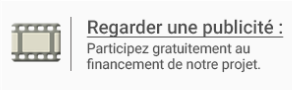 Regarder une publicité :
Participez gratuitement au
financement de notre projet.